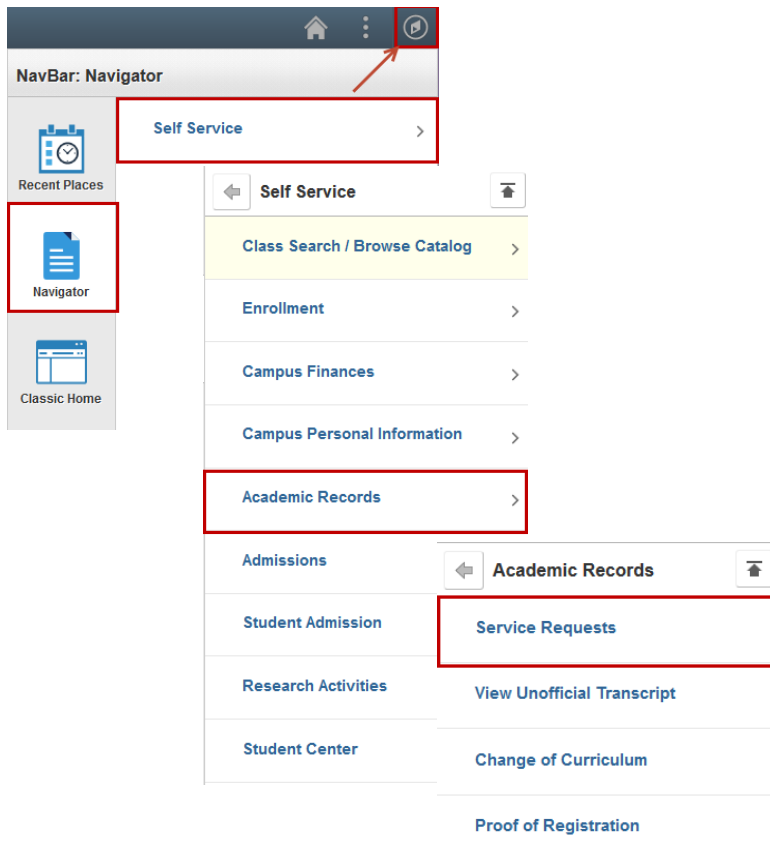 NavBar: Navigator
Self Service
Recent Places
Navigator
Classic Home
Self Service
Class Search / Browse Catalog
Enrollment
Campus Finances
Campus Personal Information
Academic Records
Admissions
Student Admission
Research Activities
Student Center
Academic Records
Service Requests
View Unofficial Transcript
Change of Curriculum
Proof of Registration